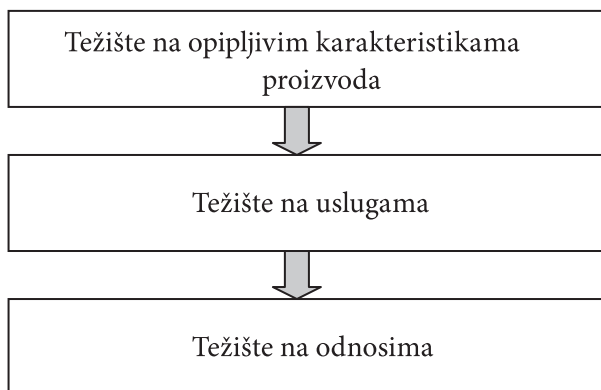 Težište na opipljivim karakteristikama
proizvoda
Težište na uslugama
Težište na odnosima